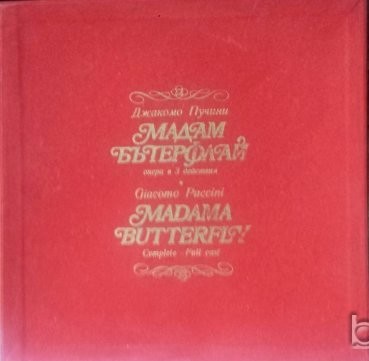 Джакомо Пучини
МАДАМ
БЪТЕРФЛАЙ
опера в 3 действия
Giacomo Puccini
MADAMA
BUTTERFLY
Complete - Full cast